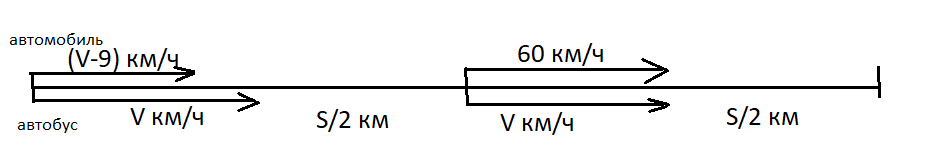 автомобиль
(V-9) км/ч
60 км/ч
автобус
V км/ч
S/2 км
V км/ч
S/2 км